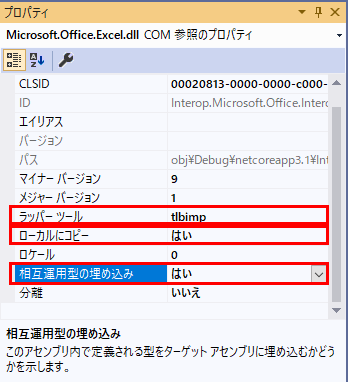 プロパティ
Microsoft.Office.Excel.dll COM 参照のプロパティ
CLSID 00020813-0000-0000-c000-
ID Interop.Microsoft.Office.Interc
エイリアス
バージョン
パス obj¥Debug¥netcoreapp3.1¥Int
マイナー バージョン 9
メジャー バージョン 1
ラッパー ツール tlbimp
ローカルにコピー はい
ロケール 0
相互運用型の埋め込み はい
分離 いいえ
相互運用型の埋め込み
このアセンブリ内で定義される型をターゲット アセンブリに埋め込むかどう
かを示します。